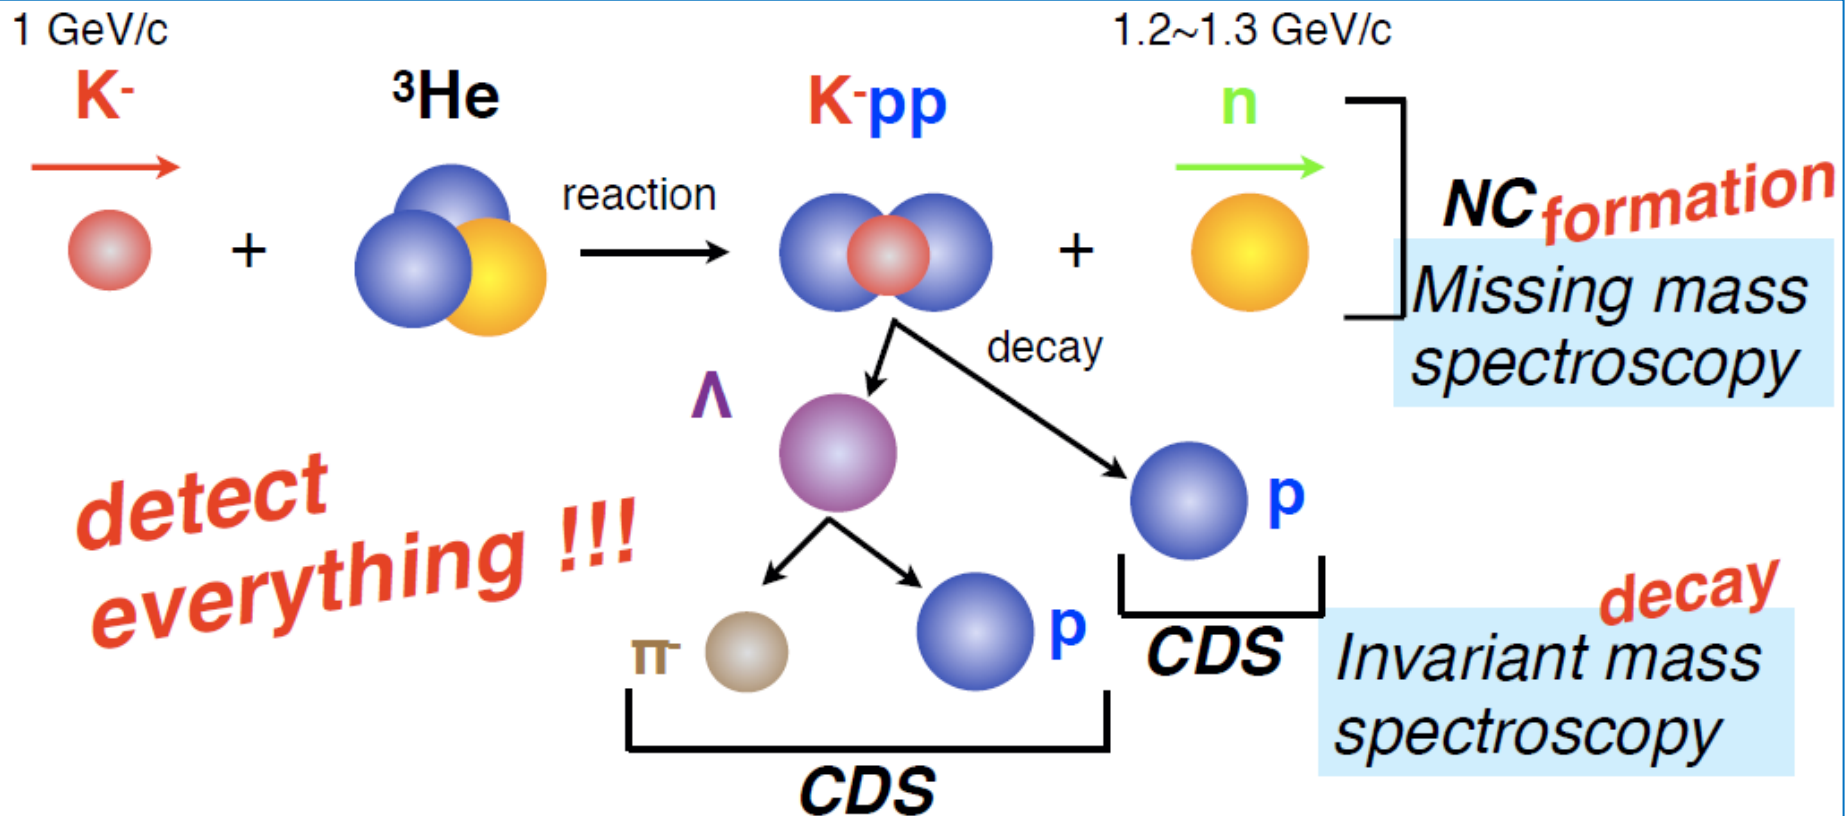 1 GeV/c
1.2~1.3 GeV/c
K-
³He
K-pp
n
reaction
+
+
NC formation
Missing mass
spectroscopy
decay
Λ
p
detect
everything !!!
π-
p
CDS
decay
Invariant mass
spectroscopy
CDS